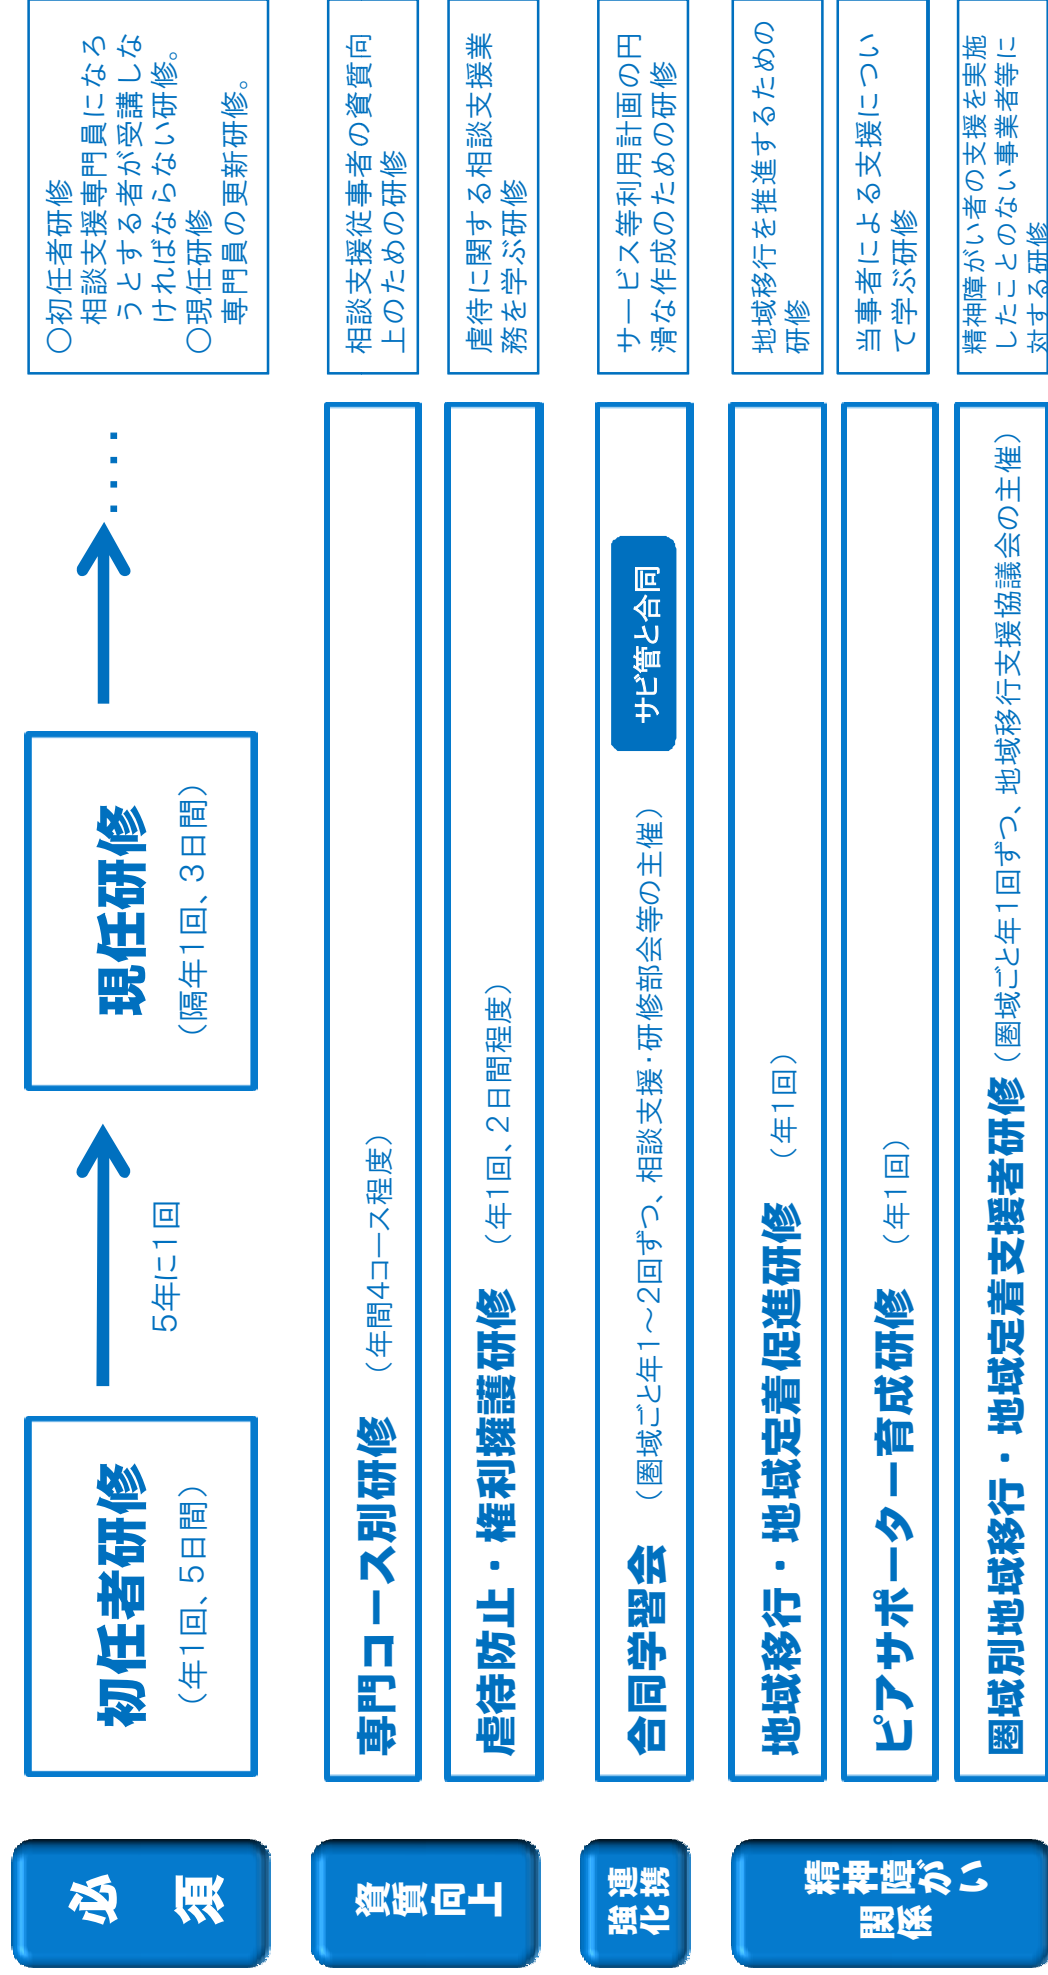 必　須
初任者研修
（年1回、5日間）
5年に1回
現任研修
（隔年1回、3日間）
・・・・
〇初任者研修
相談支援専門員になろ
うとする者が受講しな
ければならない研修。
〇現任研修
専門員の更新研修。
資質向上
専門コース別研修　（年間4コース程度）
相談支援従事者の資質向
上のための研修
虐待防止・権利擁護研修　（年1回、2日間程度）
虐待に関する相談支援業
務を学ぶ研修
連携
強化
合同学習会　（圏域ごと年1～2回ずつ、相談支援・研修部会等の主催）
サビ管と合同
サービス等利用計画の円
滑な作成のための研修
精神障がい
関係
地域移行・地域定着促進研修　（年1回）
地域移行を推進するための
研修
ピアサポーター育成研修　（年1回）
当事者による支援につい
て学ぶ研修
圏域別地域移行・地域定着支援者研修（圏域ごと年1回ずつ、地域移行支援協議会の主催）
精神障がい者の支援を実施
したことのない事業者等に
対する研修